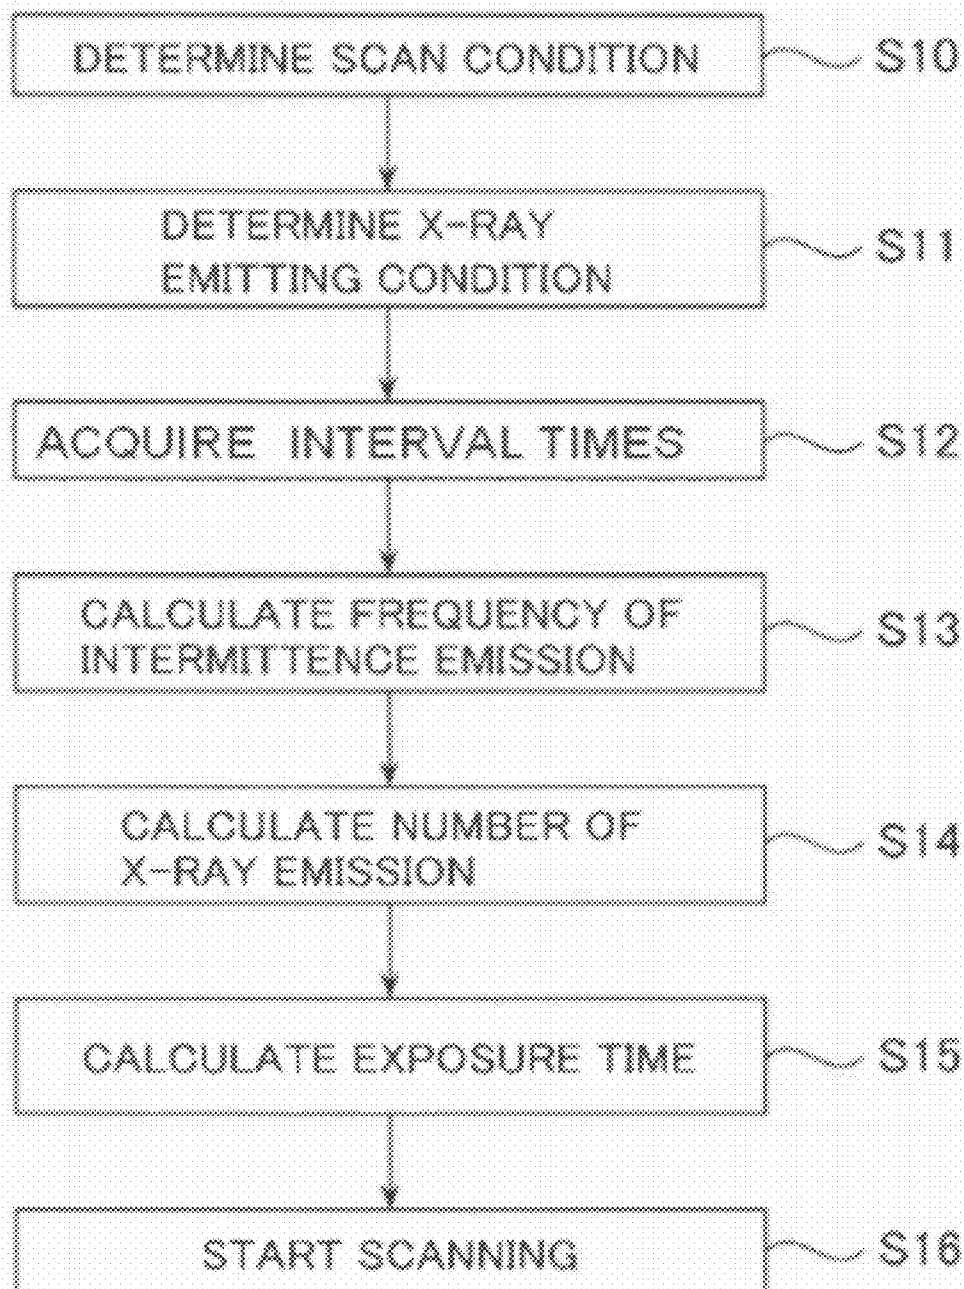 DETERMINE SCAN CONDITION S10
DETERMINE X-RAY S11
EMITTING CONDITION
ACQUIRE INTERVAL TIMES S12
CALCULATE FREQUENCY OF S13
INTERMITTENCE EMISSION
CALCULATE NUMBER OF S14
X-RAY EMISSION
CALCULATE EXPOSURE TIME S15
START SCANNING S16